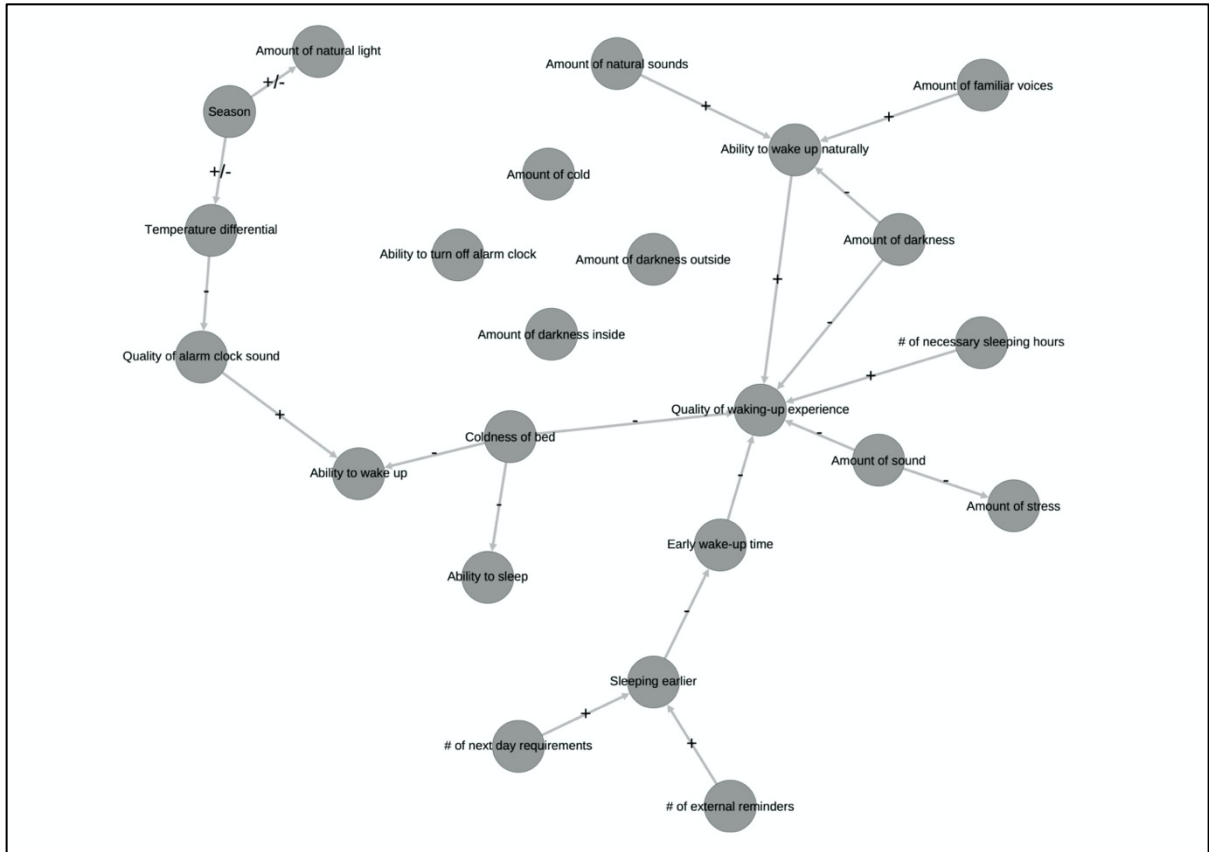 Amount of natural light
+/-
Season
+/-
Temperature differential
-
Quality of alarm clock sound
+
Ability to wake up
Amount of natural sounds
+
Amount of familiar voices
+
Ability to wake up naturally
-
Amount of darkness
+
-
Amount of cold
Ability to turn off alarm clock
Amount of darkness outside
Amount of darkness inside
# of necessary sleeping hours
+
Quality of waking-up experience
-
Coldness of bed
-
-
Ability to sleep
-
Amount of sound
-
Amount of stress
-
Early wake-up time
-
Sleeping earlier
+
# of next day requirements
+
# of external reminders